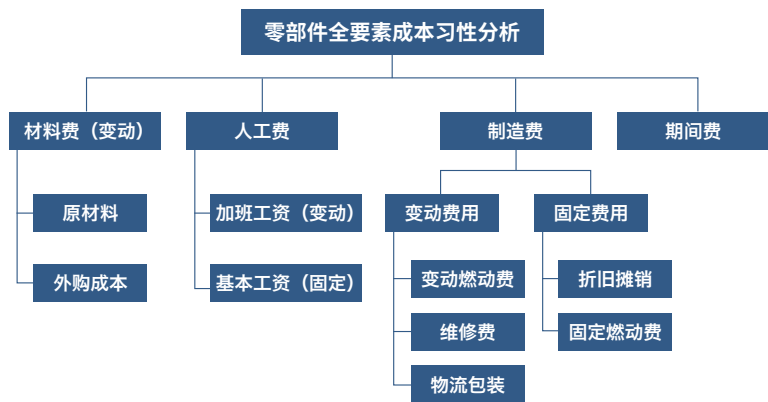 零部件全要素成本习性分析
材料费（变动）
人工费
制造费
期间费
原材料
加班工资（变动）
变动费用
固定费用
外购成本
基本工资（固定）
变动燃动费
折旧摊销
维修费
固定燃动费
物流包装